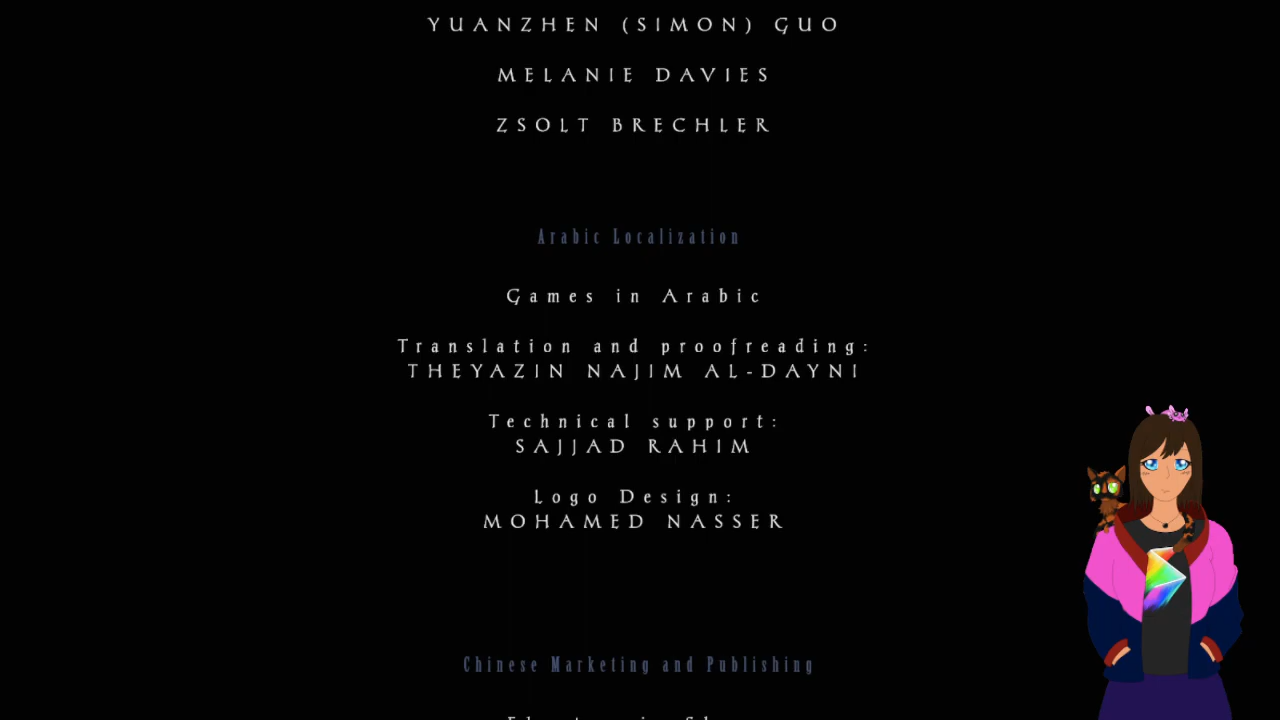 YUANZHEN (SIMON) GUO
MELANIE DAVIES
ZSOLT BRECHLER
Arabic Localization
Games in Arabic
Translation and proofreading:
THEYAZIN NAJIM AL-DAYNI
Technical support:
SAJJAD RAHIM
Logo Design:
MOHAMED NASSER
Chinese Marketing and Publishing